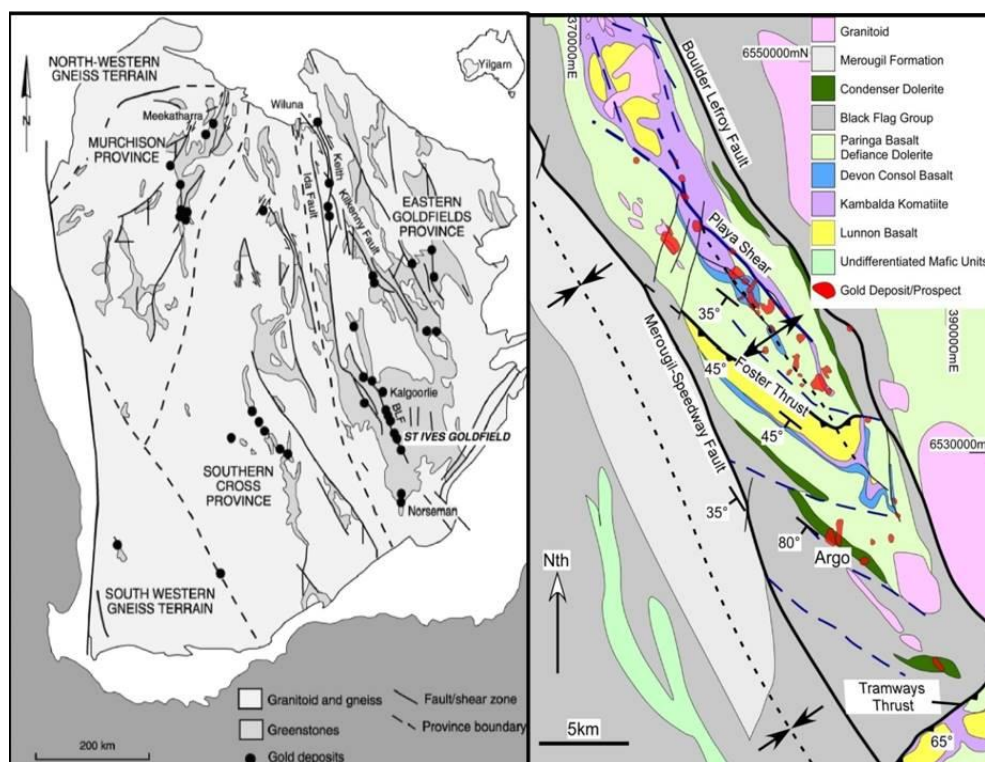 NORTH-WESTERN
GNEISS TERRAIN
Yilgarn
N
Meekatharra
Wiluna
MURCHISON
PROVINCE
Keith
Ida Fault
Kilkenny Fault
EASTERN
GOLDFIELDS
PROVINCE
Kalgoorlie
BLF
ST IVES GOLDFIELD
SOUTHERN
CROSS
PROVINCE
Norseman
SOUTH WESTERN
GNEISS TERRAIN
Granitoid and gneiss
Greenstones
Gold deposits
Fault/shear zone
Province boundary
200 km
370000mE
6550000mN
Boulder Lefroy Fault
Granitoid
Merougil Formation
Condenser Dolerite
Black Flag Group
Paringa Basalt
Defiance Dolerite
Devon Consol Basalt
Kambalda Komatiite
Lunnon Basalt
Undifferentiated Mafic Units
Gold Deposit/Prospect
Playa Shear
390000mE
35°
Merougil-Speedway Fault
45°
Foster Thrust
45°
6530000m
35°
80°
Argo
Nth
Tramways
Thrust
5km
65°